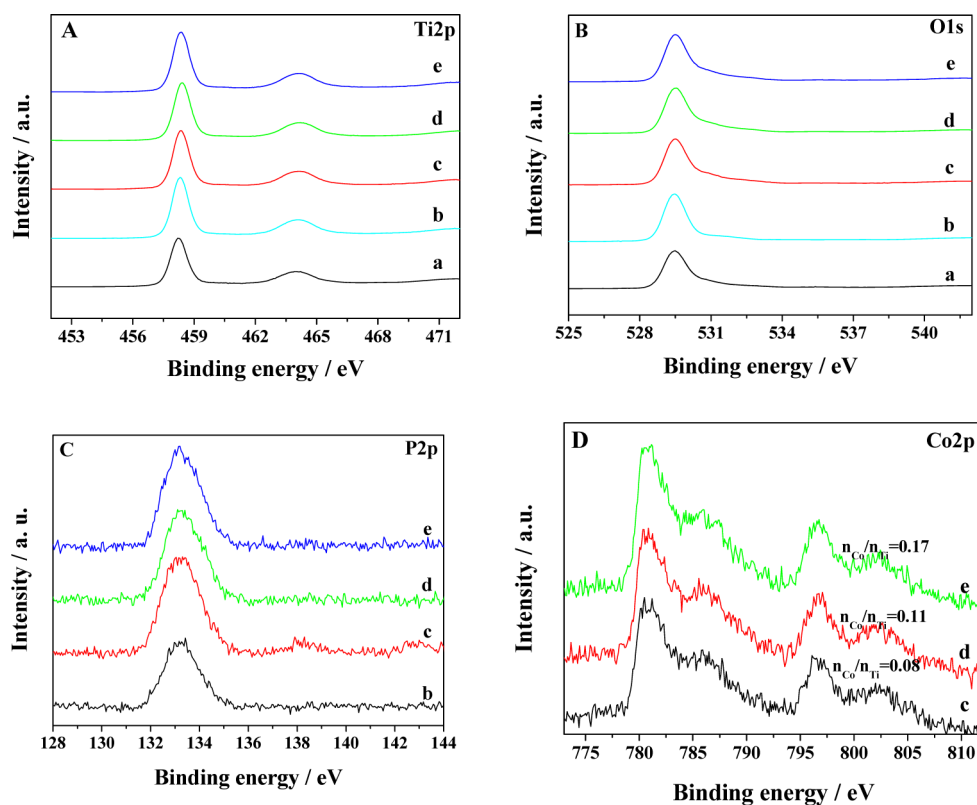 A
Ti2p
e
d
c
b
a
453 456 459 462 465 468 471
Binding energy / eV
Intensity / a.u.
B
O1s
e
d
c
b
a
525 528 531 534 537 540
Binding energy / eV
Intensity / a.u.
C
P2p
e
d
c
b
128 130 132 134 136 138 140 142 144
Binding energy / eV
Intensity / a. u.
D
Co2p
nCo/nTi=0.17
e
nCo/nTi=0.11
d
nCo/nTi=0.08
c
775 780 785 790 795 800 805 810
Binding energy / eV
Intensity / a.u.